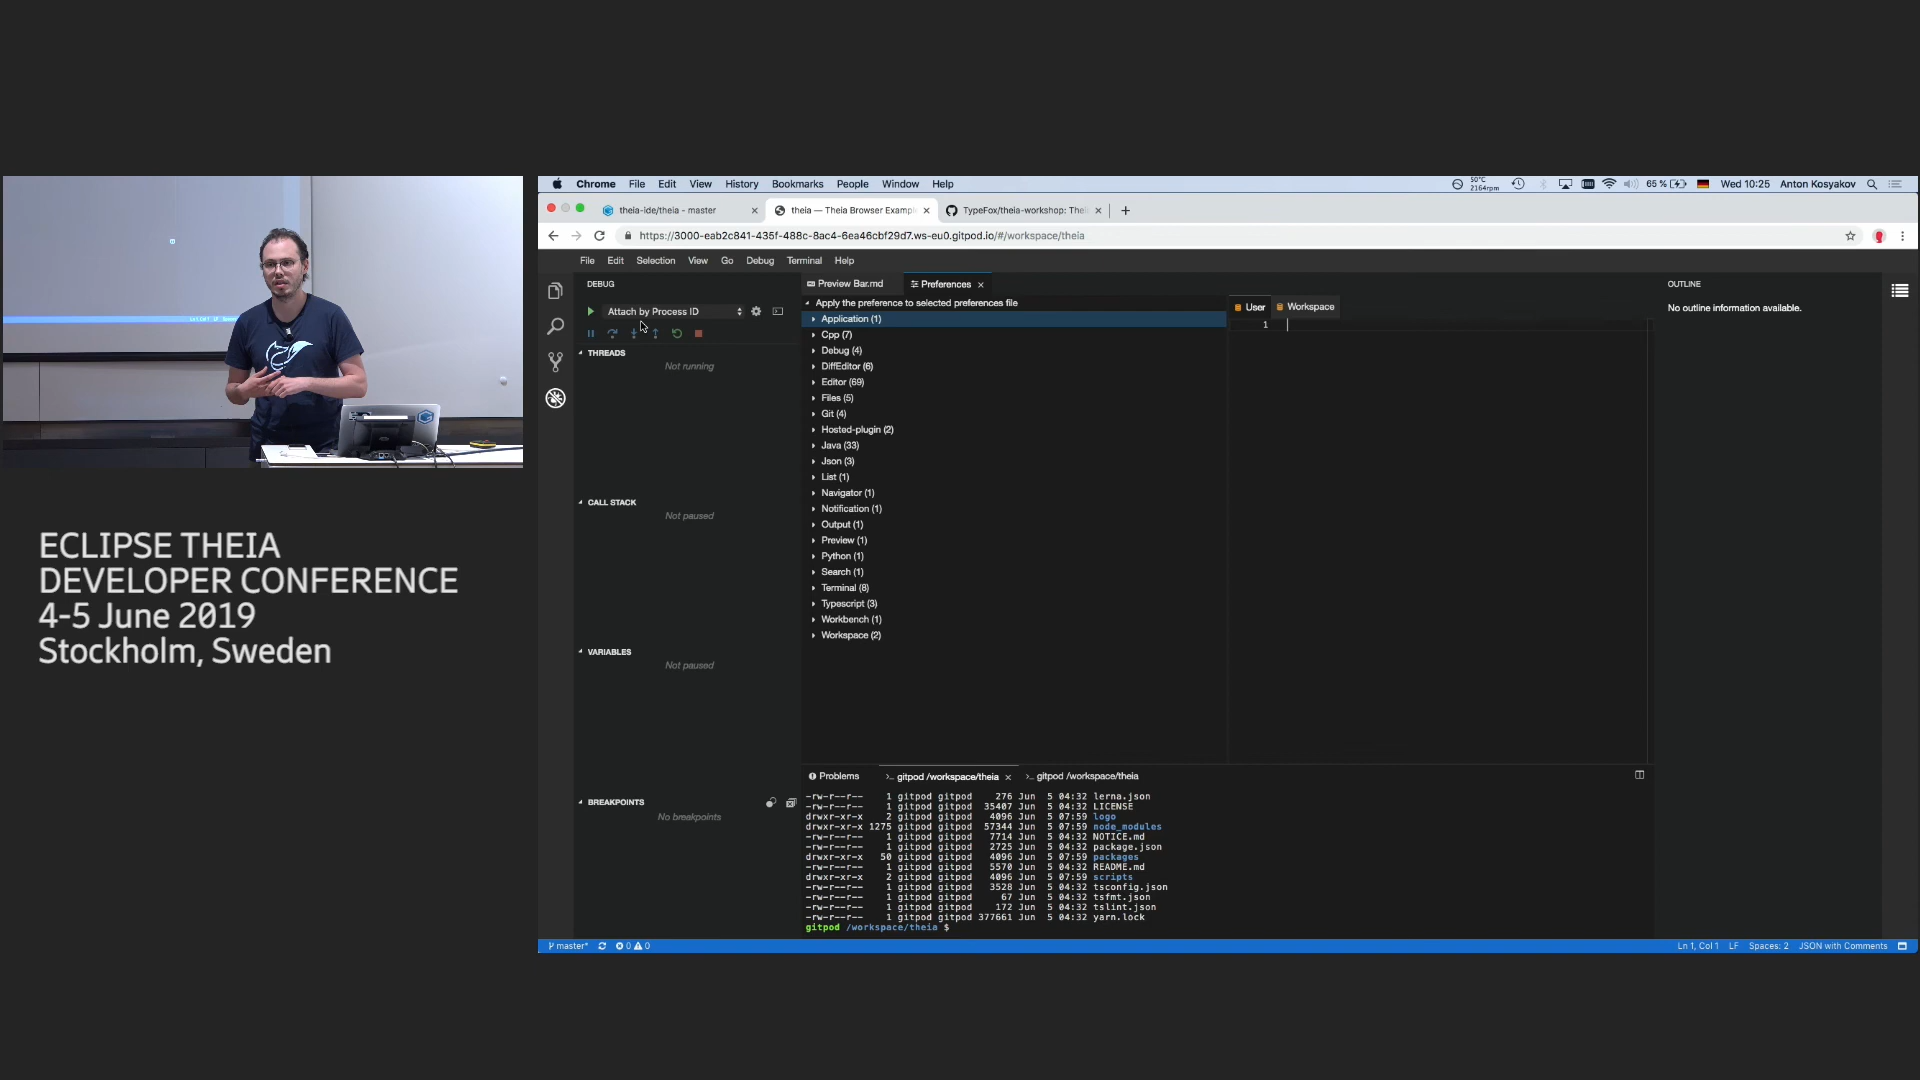 ECLIPSE THEIA
DEVELOPER CONFERENCE
4-5 June 2019
Stockholm, Sweden
Chrome File Edit View History Bookmarks People Window Help
50°C
2164rpm
65 %
Wed 10:25 Anton Kosyakov
theia-ide/theia - master
theia — Theia Browser Exampl
TypeFox/theia-workshop: Thei
https://3000-eab2c841-435f-488c-8ac4-6ea46cbf29d7.ws-eu0.gitpod.io/#/workspace/theia
File Edit Selection View Go Debug Terminal Help
DEBUG
Attach by Process ID
THREADS
Not running
CALL STACK
Not paused
VARIABLES
Not paused
BREAKPOINTS
No breakpoints
Preview Bar.md
Preferences
Apply the preference to selected preferences file
Application (1)
Cpp (7)
Debug (4)
DiffEditor (6)
Editor (69)
Files (5)
Git (4)
Hosted-plugin (2)
Java (33)
Json (3)
List (1)
Navigator (1)
Notification (1)
Output (1)
Preview (1)
Python (1)
Search (1)
Terminal (8)
Typescript (3)
Workbench (1)
Workspace (2)
User Workspace
1
OUTLINE
No outline information available.
Problems
>_ gitpod /workspace/theia
>_ gitpod /workspace/theia
-rw-r--r-- 1 gitpod gitpod 276 Jun 5 04:32 lerna.json
-rw-r--r-- 1 gitpod gitpod 35407 Jun 5 04:32 LICENSE
drwxr-xr-x 2 gitpod gitpod 4096 Jun 5 07:59 logo
drwxr-xr-x 1275 gitpod gitpod 57344 Jun 5 07:59 node_modules
-rw-r--r-- 1 gitpod gitpod 7714 Jun 5 04:32 NOTICE.md
-rw-r--r-- 1 gitpod gitpod 2725 Jun 5 04:32 package.json
drwxr-xr-x 50 gitpod gitpod 4096 Jun 5 07:59 packages
-rw-r--r-- 1 gitpod gitpod 5570 Jun 5 04:32 README.md
drwxr-xr-x 2 gitpod gitpod 4096 Jun 5 07:59 scripts
-rw-r--r-- 1 gitpod gitpod 3528 Jun 5 04:32 tsconfig.json
-rw-r--r-- 1 gitpod gitpod 67 Jun 5 04:32 tsfmt.json
-rw-r--r-- 1 gitpod gitpod 172 Jun 5 04:32 tslint.json
-rw-r--r-- 1 gitpod gitpod 377661 Jun 5 04:32 yarn.lock
gitpod /workspace/theia $
master* 0 0
Ln 1, Col 1 LF Spaces: 2 JSON with Comments